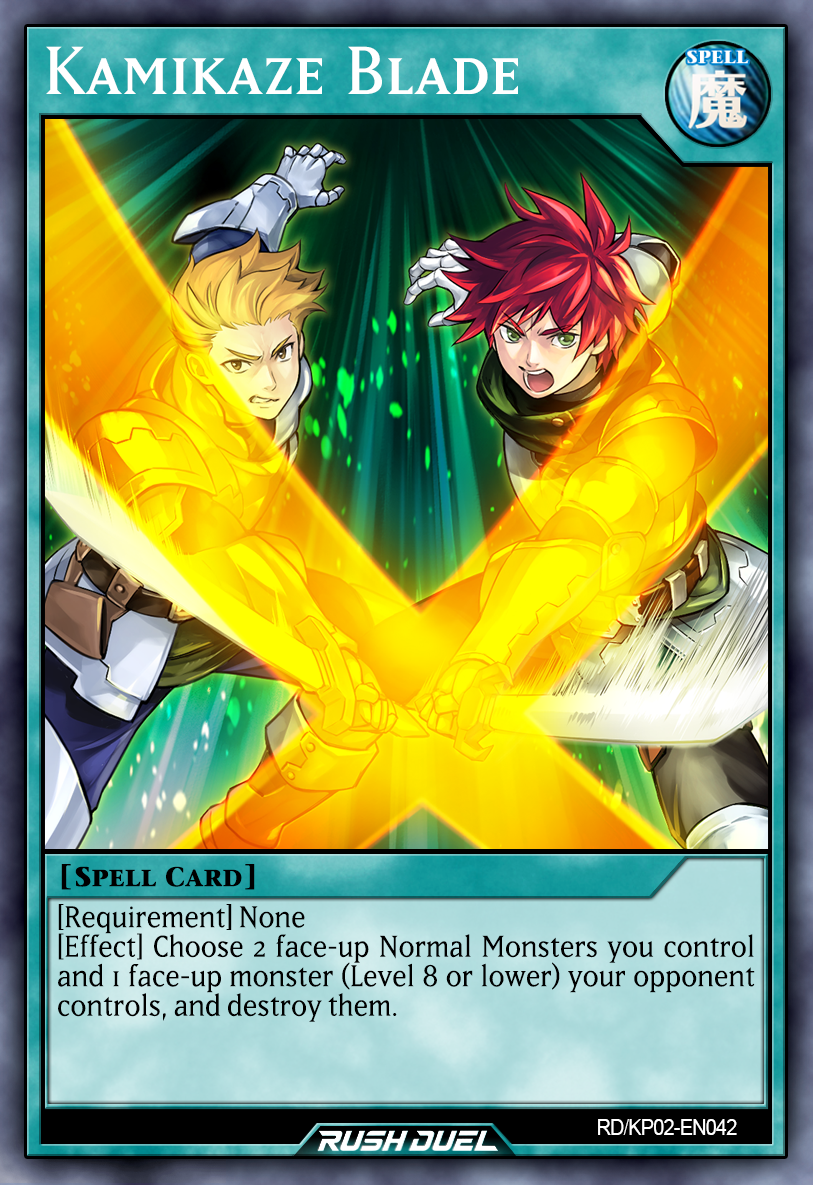 Kamikaze Blade
SPELL
魔
[Spell Card]
[Requirement] None
[Effect] Choose 2 face-up Normal Monsters you control
and 1 face-up monster (Level 8 or lower) your opponent
controls, and destroy them.
RD/KP02-EN042
RUSH DUEL